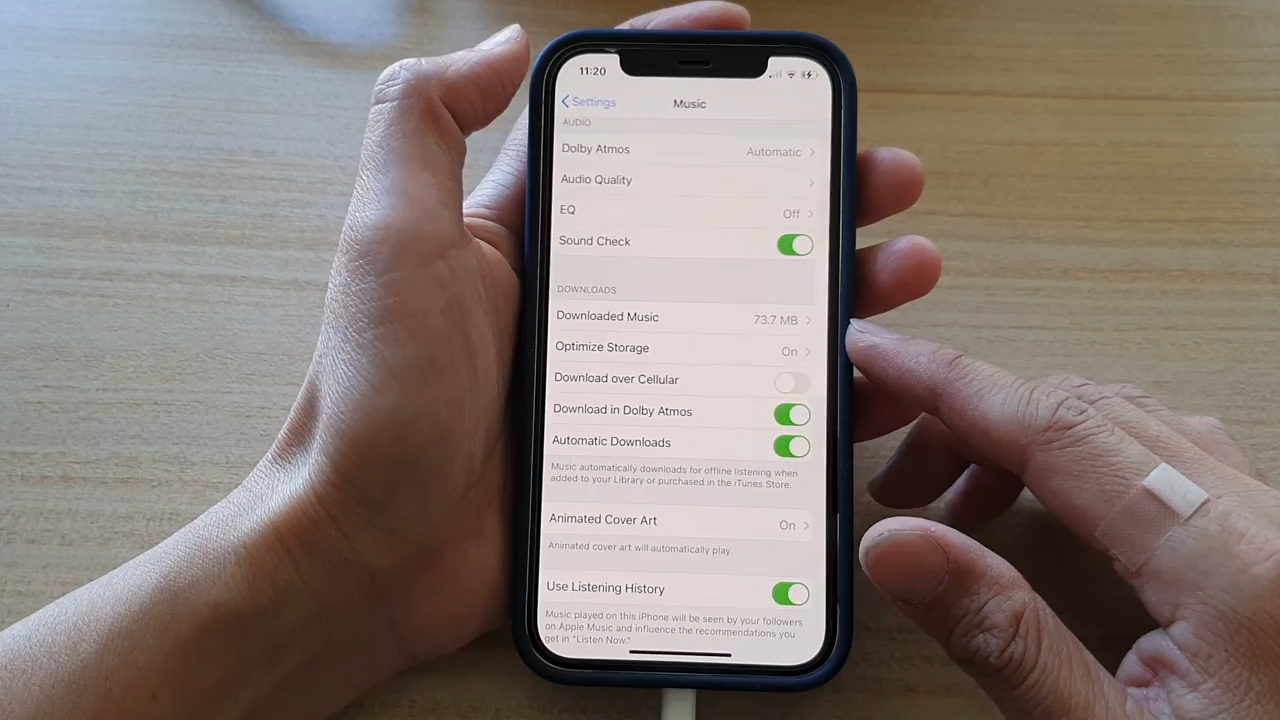 11:20
Settings
Music
AUDIO
Dolby Atmos Automatic
Audio Quality
EQ Off
Sound Check
DOWNLOADS
Downloaded Music 73.7 MB
Optimize Storage On
Download over Cellular
Download in Dolby Atmos
Automatic Downloads
Music automatically downloads for offline listening when
added to your Library or purchased in the iTunes Store.
Animated Cover Art On
Animated cover art will automatically play.
Use Listening History
Music played on this iPhone will be seen by your followers
on Apple Music and influence the recommendations you
get in "Listen Now."